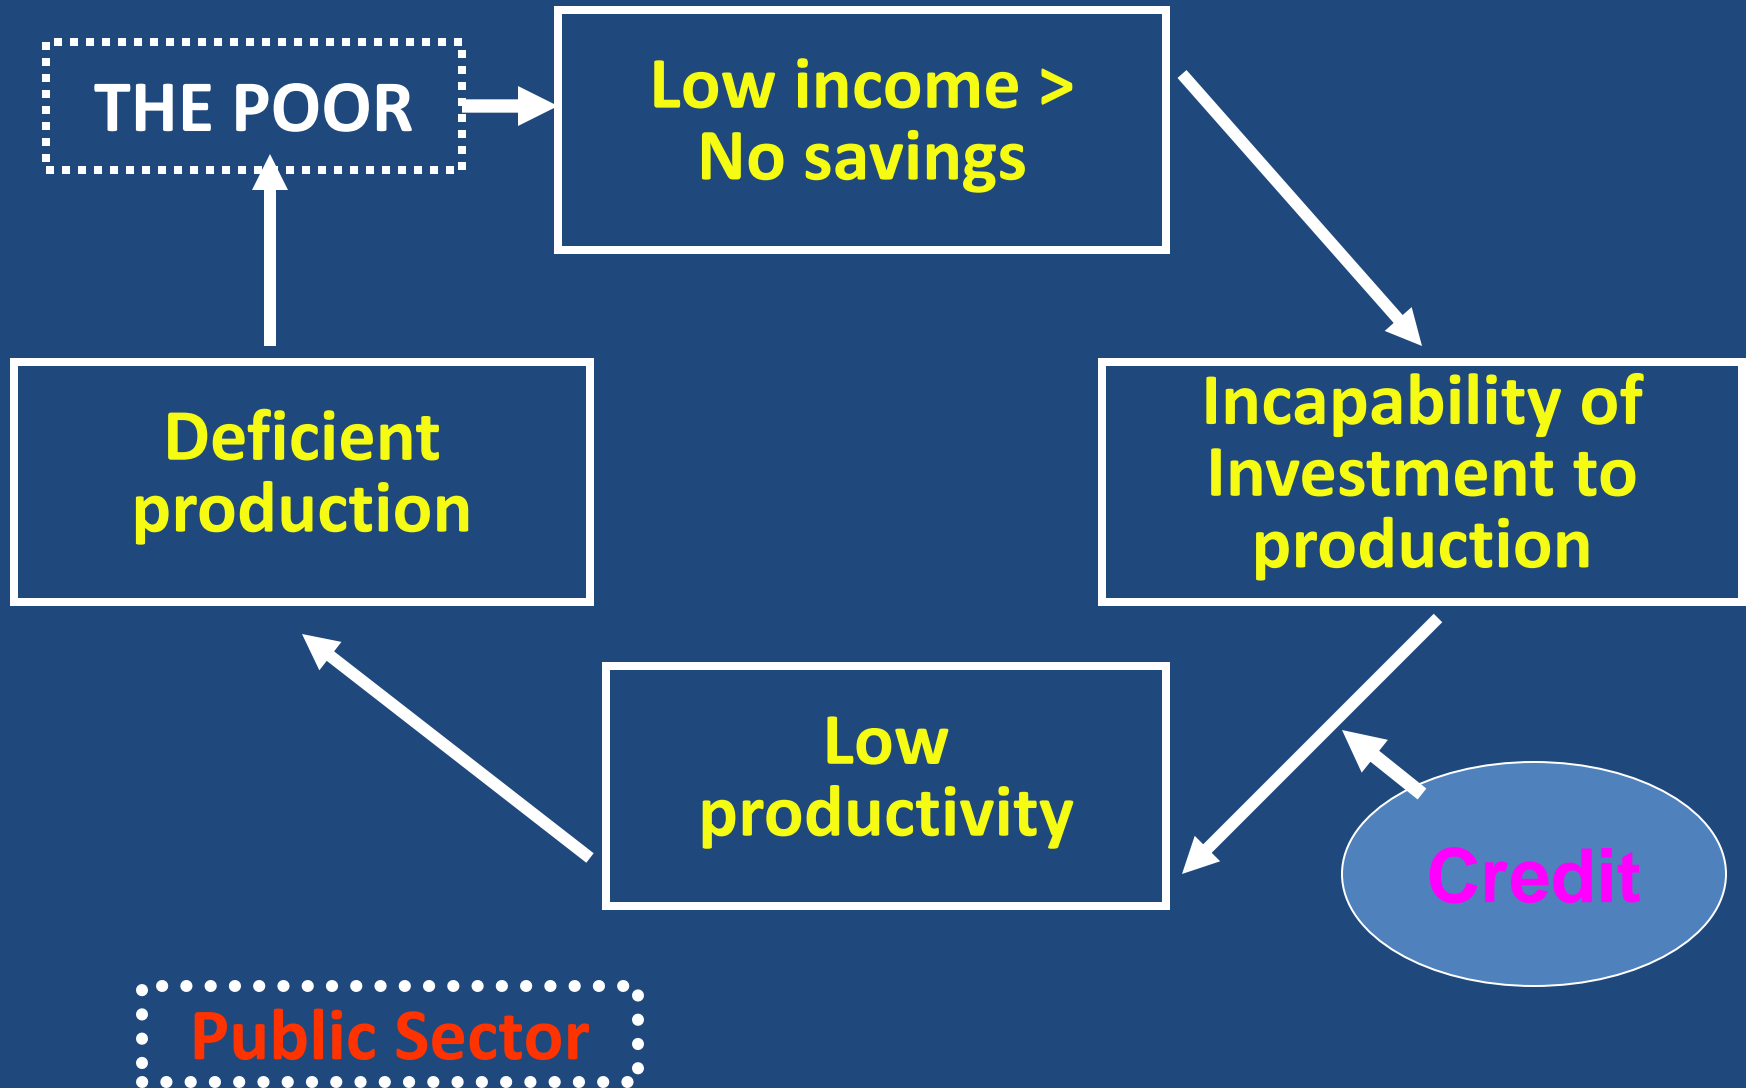 THE POOR
Low income >
No savings
Deficient
production
Incapability of
Investment to
production
Low
productivity
Credit
Public Sector